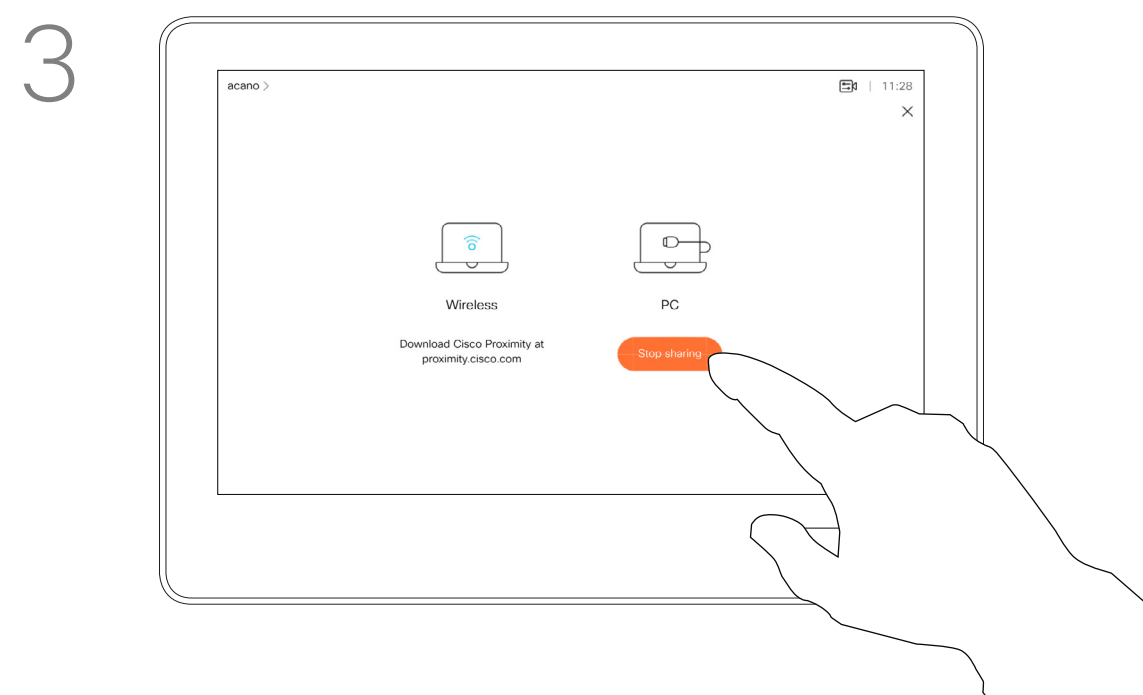 3
acano >
11:28
Wireless
PC
Download Cisco Proximity at
proximity.cisco.com
Stop sharing